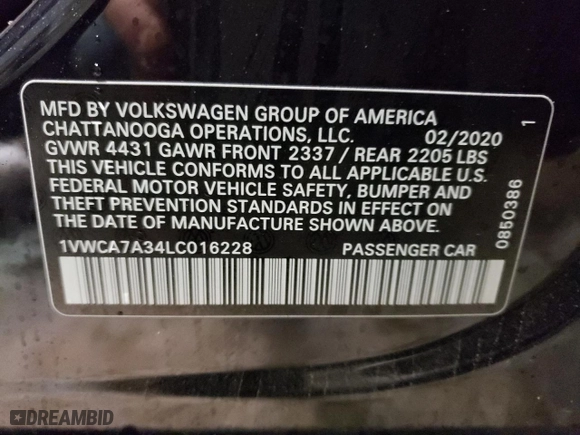 MFD BY VOLKSWAGEN GROUP OF AMERICA
CHATTANOOGA OPERATIONS, LLC. 02/2020
GVWR 4431 GAWR FRONT 2337 / REAR 2205 LBS
THIS VEHICLE CONFORMS TO ALL APPLICABLE U.S.
FEDERAL MOTOR VEHICLE SAFETY, BUMPER AND
THEFT PREVENTION STANDARDS IN EFFECT ON
THE DATE OF MANUFACTURE SHOWN ABOVE.
1VWCA7A34LC016228 PASSENGER CAR
0850386 1
DREAMBID